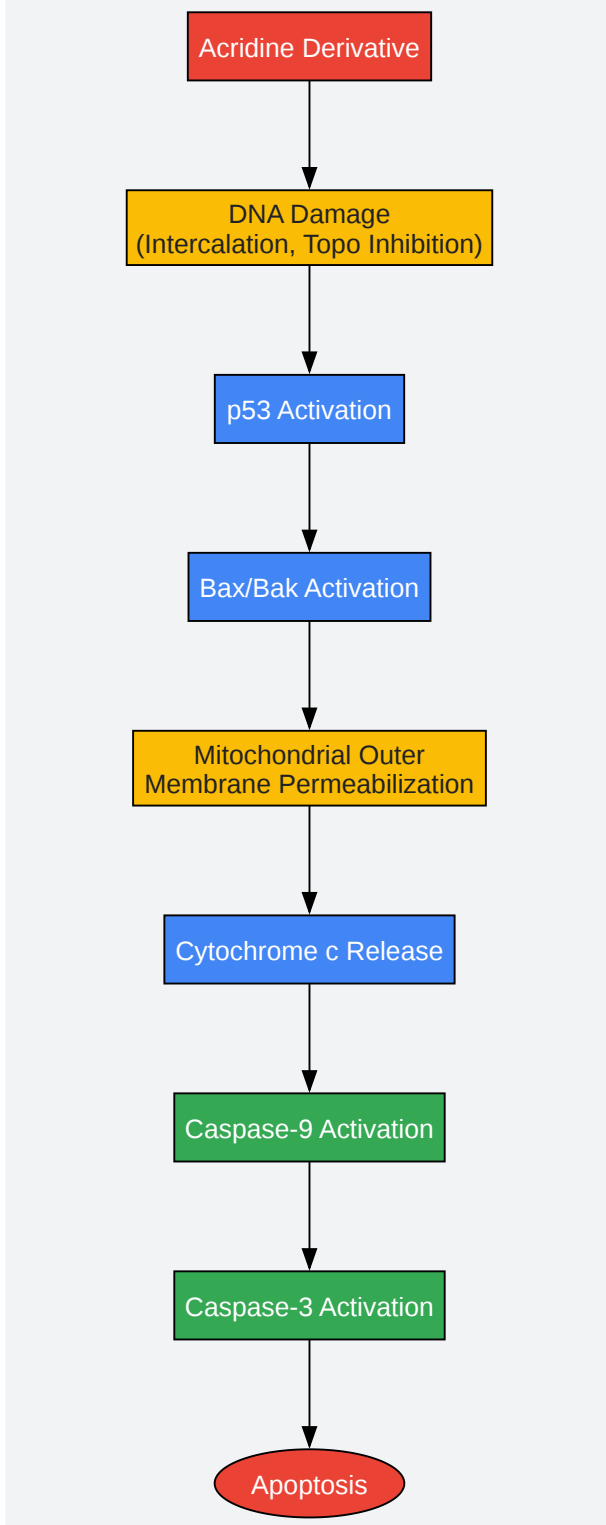 Acridine Derivative
DNA Damage
(Intercalation, Topo Inhibition)
p53 Activation
Bax/Bak Activation
Mitochondrial Outer
Membrane Permeabilization
Cytochrome c Release
Caspase-9 Activation
Caspase-3 Activation
Apoptosis